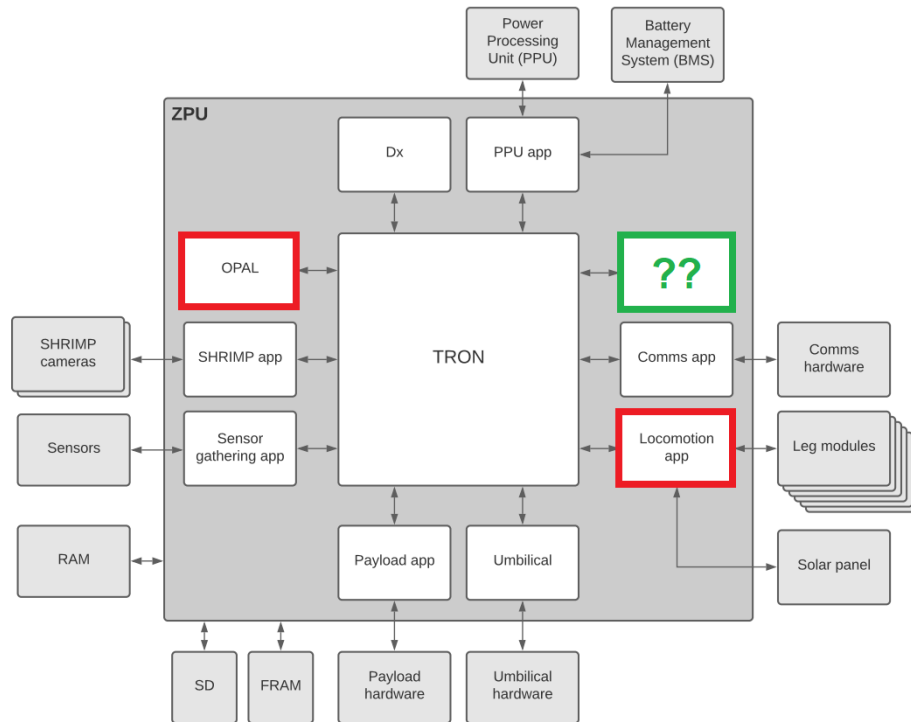 Power
Processing
Unit (PPU)
Battery
Management
System (BMS)
ZPU
Dx
PPU app
OPAL
??
SHRIMP
cameras
SHRIMP app
TRON
Comms app
Comms
hardware
Sensors
Sensor
gathering app
Locomotion
app
Leg modules
RAM
Payload app
Umbilical
Solar panel
SD
FRAM
Payload
hardware
Umbilical
hardware